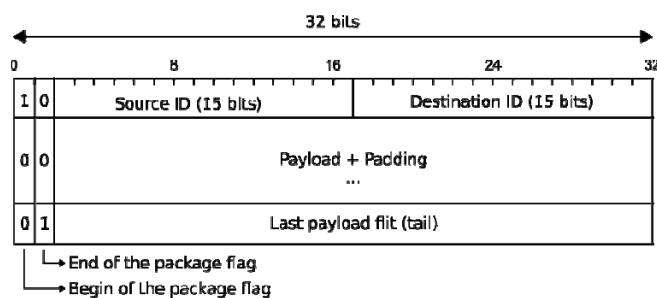 32 bits
0 8 16 24 32
1 0 Source ID (15 bits) Destination ID (15 bits)
0 0 Payload + Padding
...
0 1 Last payload flit (tail)
End of the package flag
Begin of the package flag